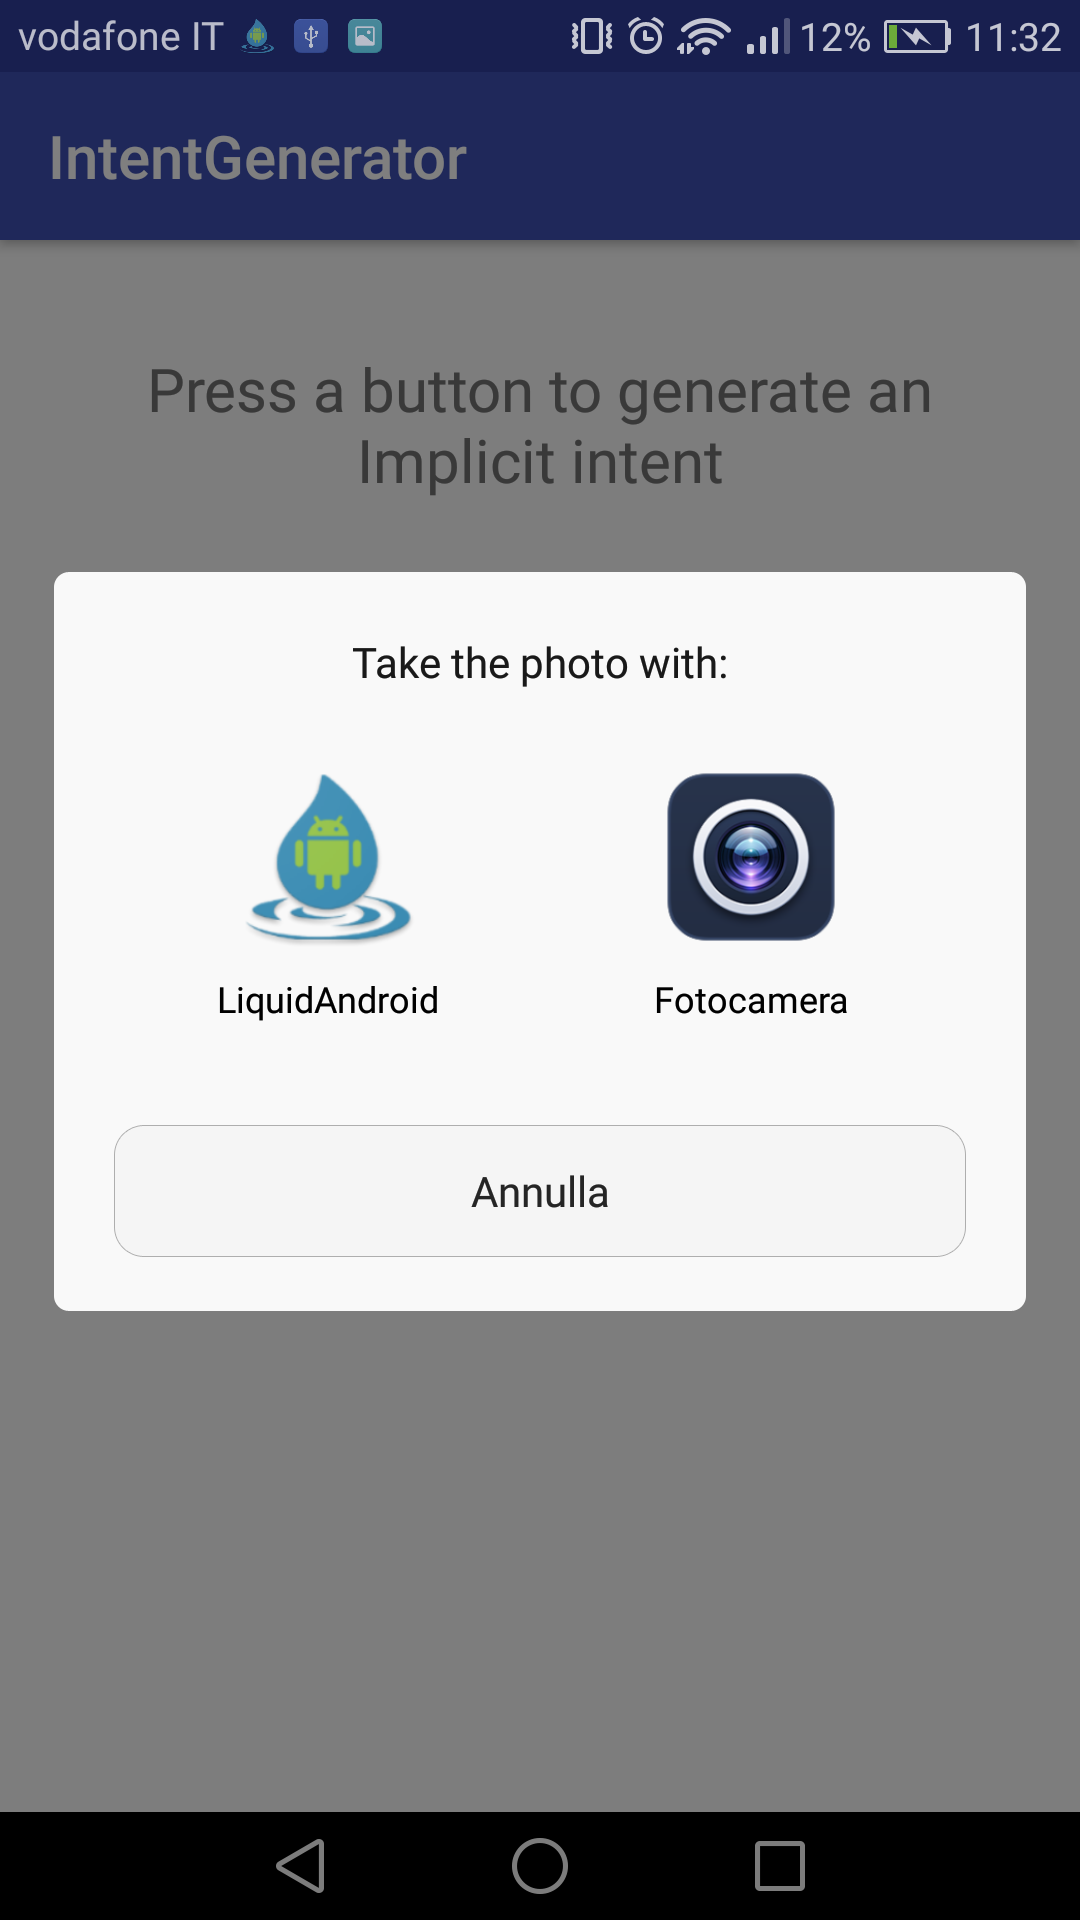 vodafone IT 12% 11:32
IntentGenerator
Press a button to generate an
Implicit intent
Take the photo with:
LiquidAndroid Fotocamera
Annulla